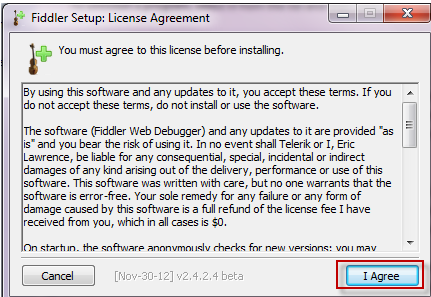 Fiddler Setup: License Agreement
You must agree to this license before installing.
By using this software and any updates to it, you accept these terms. If you
do not accept these terms, do not install or use the software.
The software (Fiddler Web Debugger) and any updates to it are provided "as
is" and you bear the risk of using it. In no event shall Telerik or I, Eric
Lawrence, be liable for any consequential, special, incidental or indirect
damages of any kind arising out of the delivery, performance or use of this
software. This software was written with care, but no one warrants that the
software is error-free. Your sole remedy for any failure or any form of
damage caused by this software is a full refund of the license fee I have
received from you, which in all cases is $0.
On startup, the software anonymously checks for new versions; you may
Cancel
[Nov-30-12] v2.4.2.4 beta
I Agree